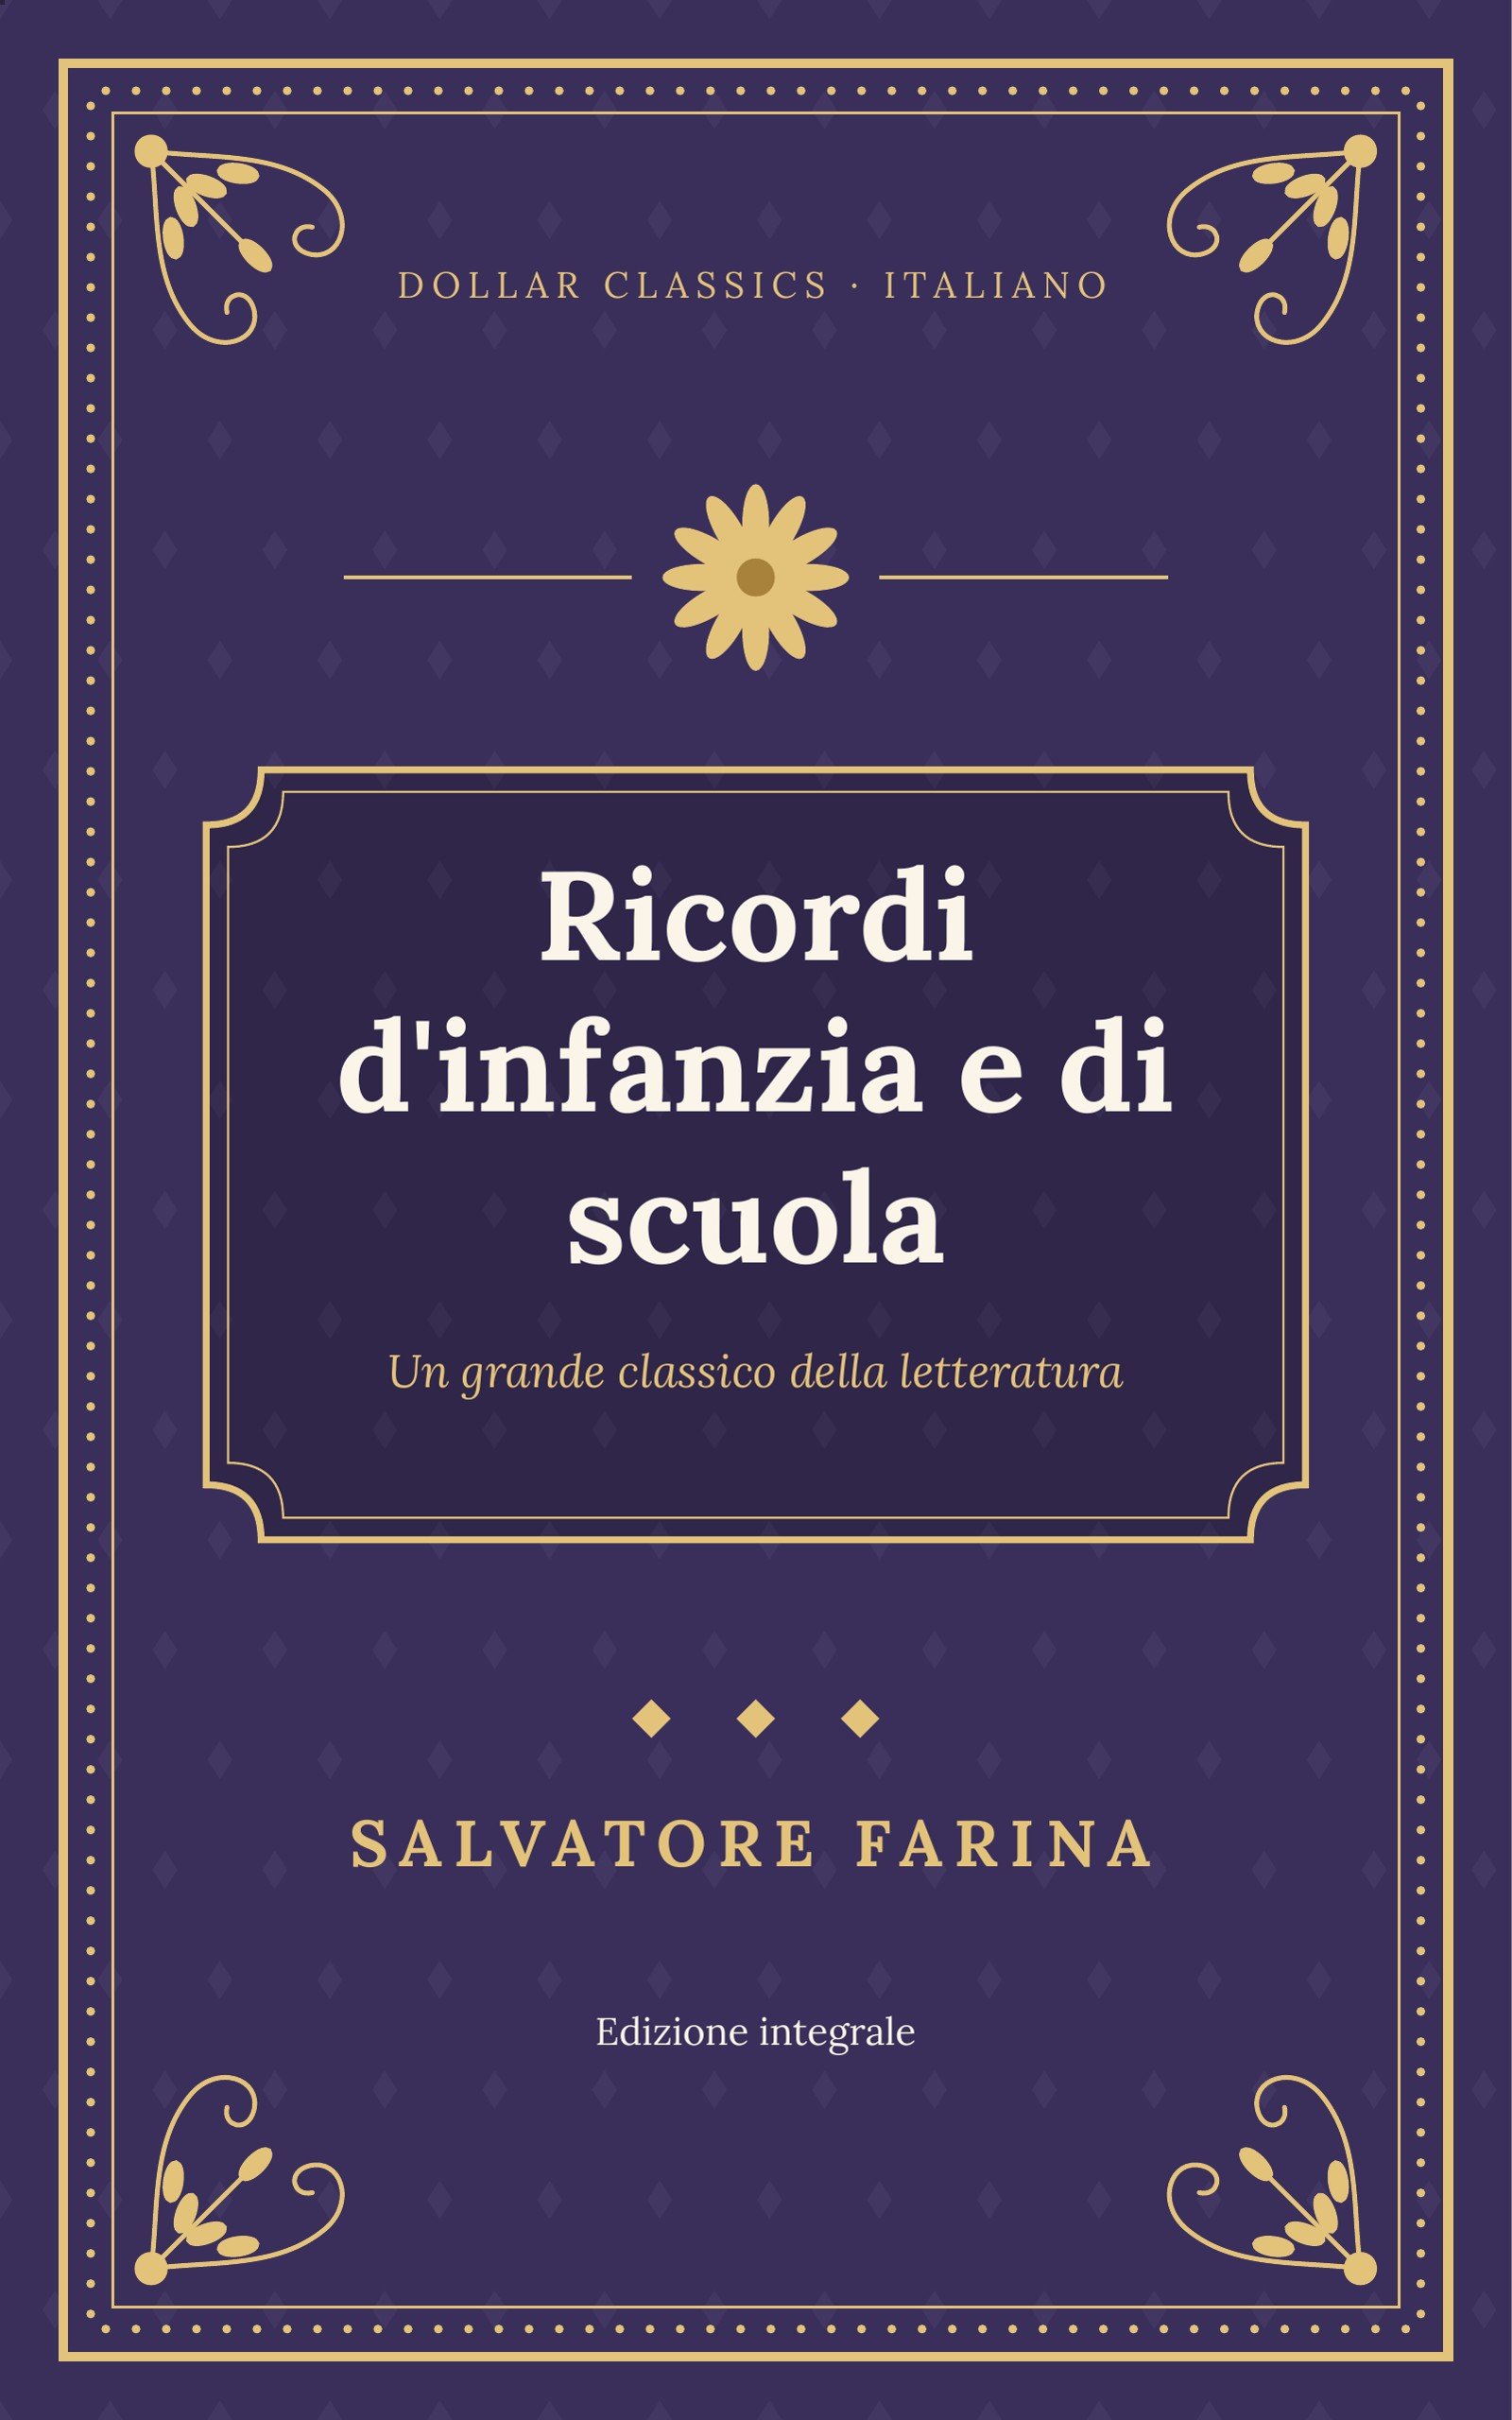 DOLLAR CLASSICS · ITALIANO
Ricordi
d'infanzia e di
scuola
Un grande classico della letteratura
SALVATORE FARINA
Edizione integrale